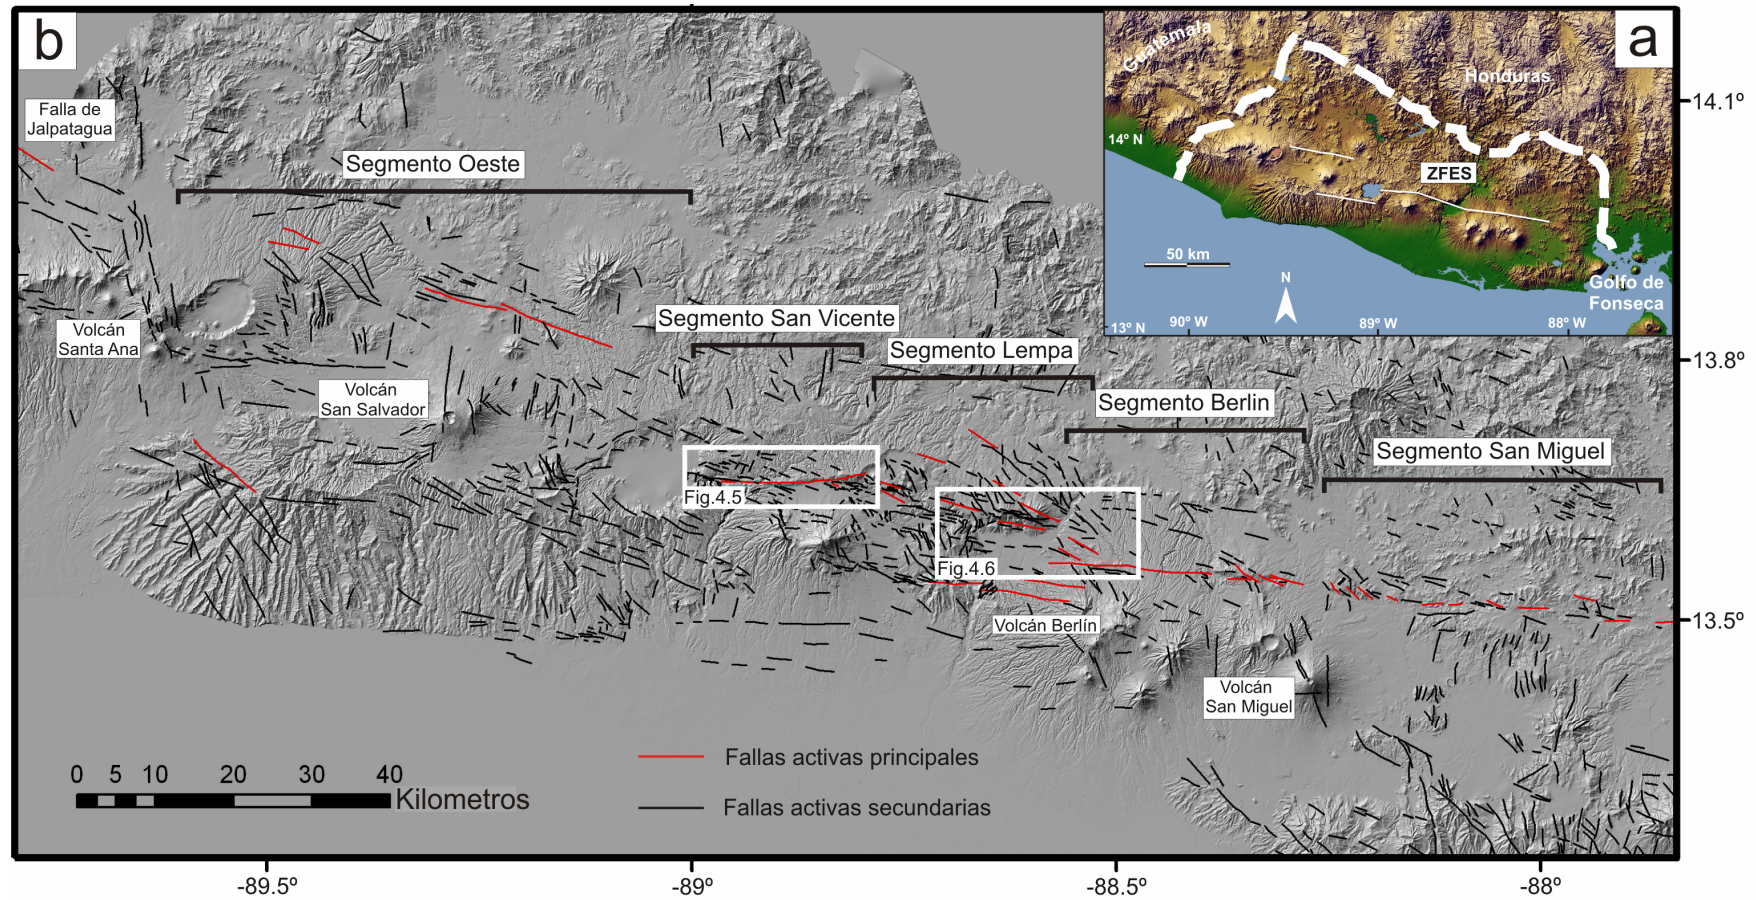 b
a
Guatemala
Honduras
14º N
ZFES
50 km
N
Golfo de
Fonseca
13º N
90º W
89º W
88º W
14.1º
13.8º
13.5º
Falla de
Jalpatagua
Segmento Oeste
Segmento San Vicente
Segmento Lempa
Segmento Berlin
Segmento San Miguel
Volcán
Santa Ana
Volcán
San Salvador
Fig.4.5
Fig.4.6
Volcán Berlín
Volcán
San Miguel
0 5 10 20 30 40
Kilometros
Fallas activas principales
Fallas activas secundarias
-89.5º
-89º
-88.5º
-88º